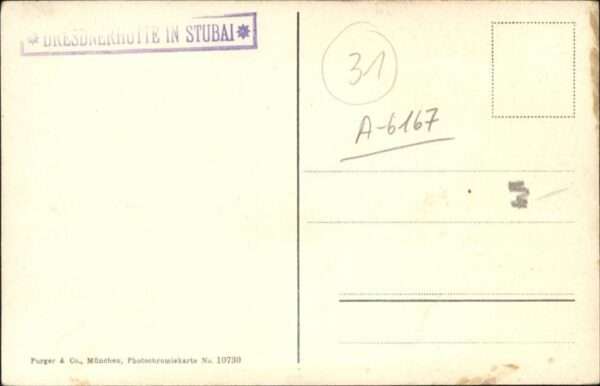 * DRESDNERHÜTTE IN STUBAI *
31
A-6167
Purger & Co., München, Photochromiekarte No. 10730